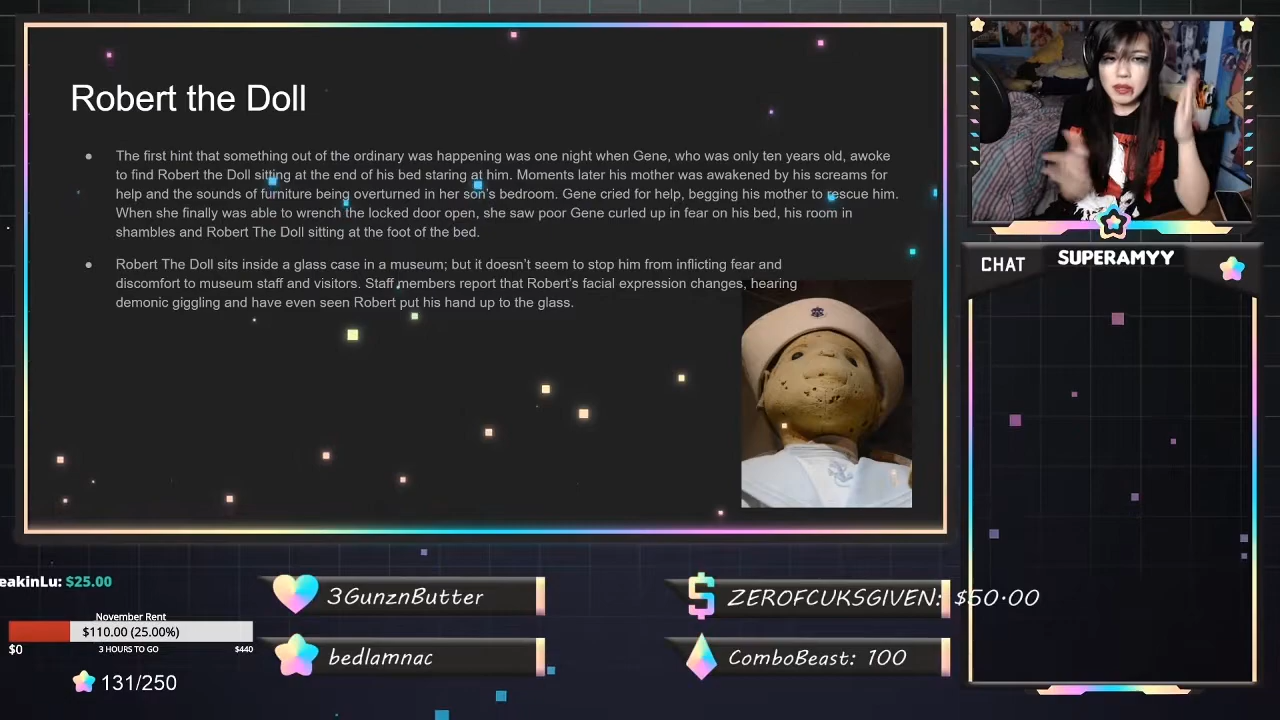 Robert the Doll
The first hint that something out of the ordinary was happening was one night when Gene, who was only ten years old, awoke
to find Robert the Doll sitting at the end of his bed staring at him. Moments later his mother was awakened by his screams for
help and the sounds of furniture being overturned in her son's bedroom. Gene cried for help, begging his mother to rescue him.
When she finally was able to wrench the locked door open, she saw poor Gene curled up in fear on his bed, his room in
shambles and Robert The Doll sitting at the foot of the bed.
Robert The Doll sits inside a glass case in a museum; but it doesn't seem to stop him from inflicting fear and
discomfort to museum staff and visitors. Staff members report that Robert's facial expression changes, hearing
demonic giggling and have even seen Robert put his hand up to the glass.
CHAT
SUPERAMYY
eakinLu: $25.00
November Rent
$110.00 (25.00%)
$0
3 HOURS TO GO
$440
131/250
3GunznButter
bedlamnac
ZEROFCUKSGIVEN: $50.00
ComboBeast: 100